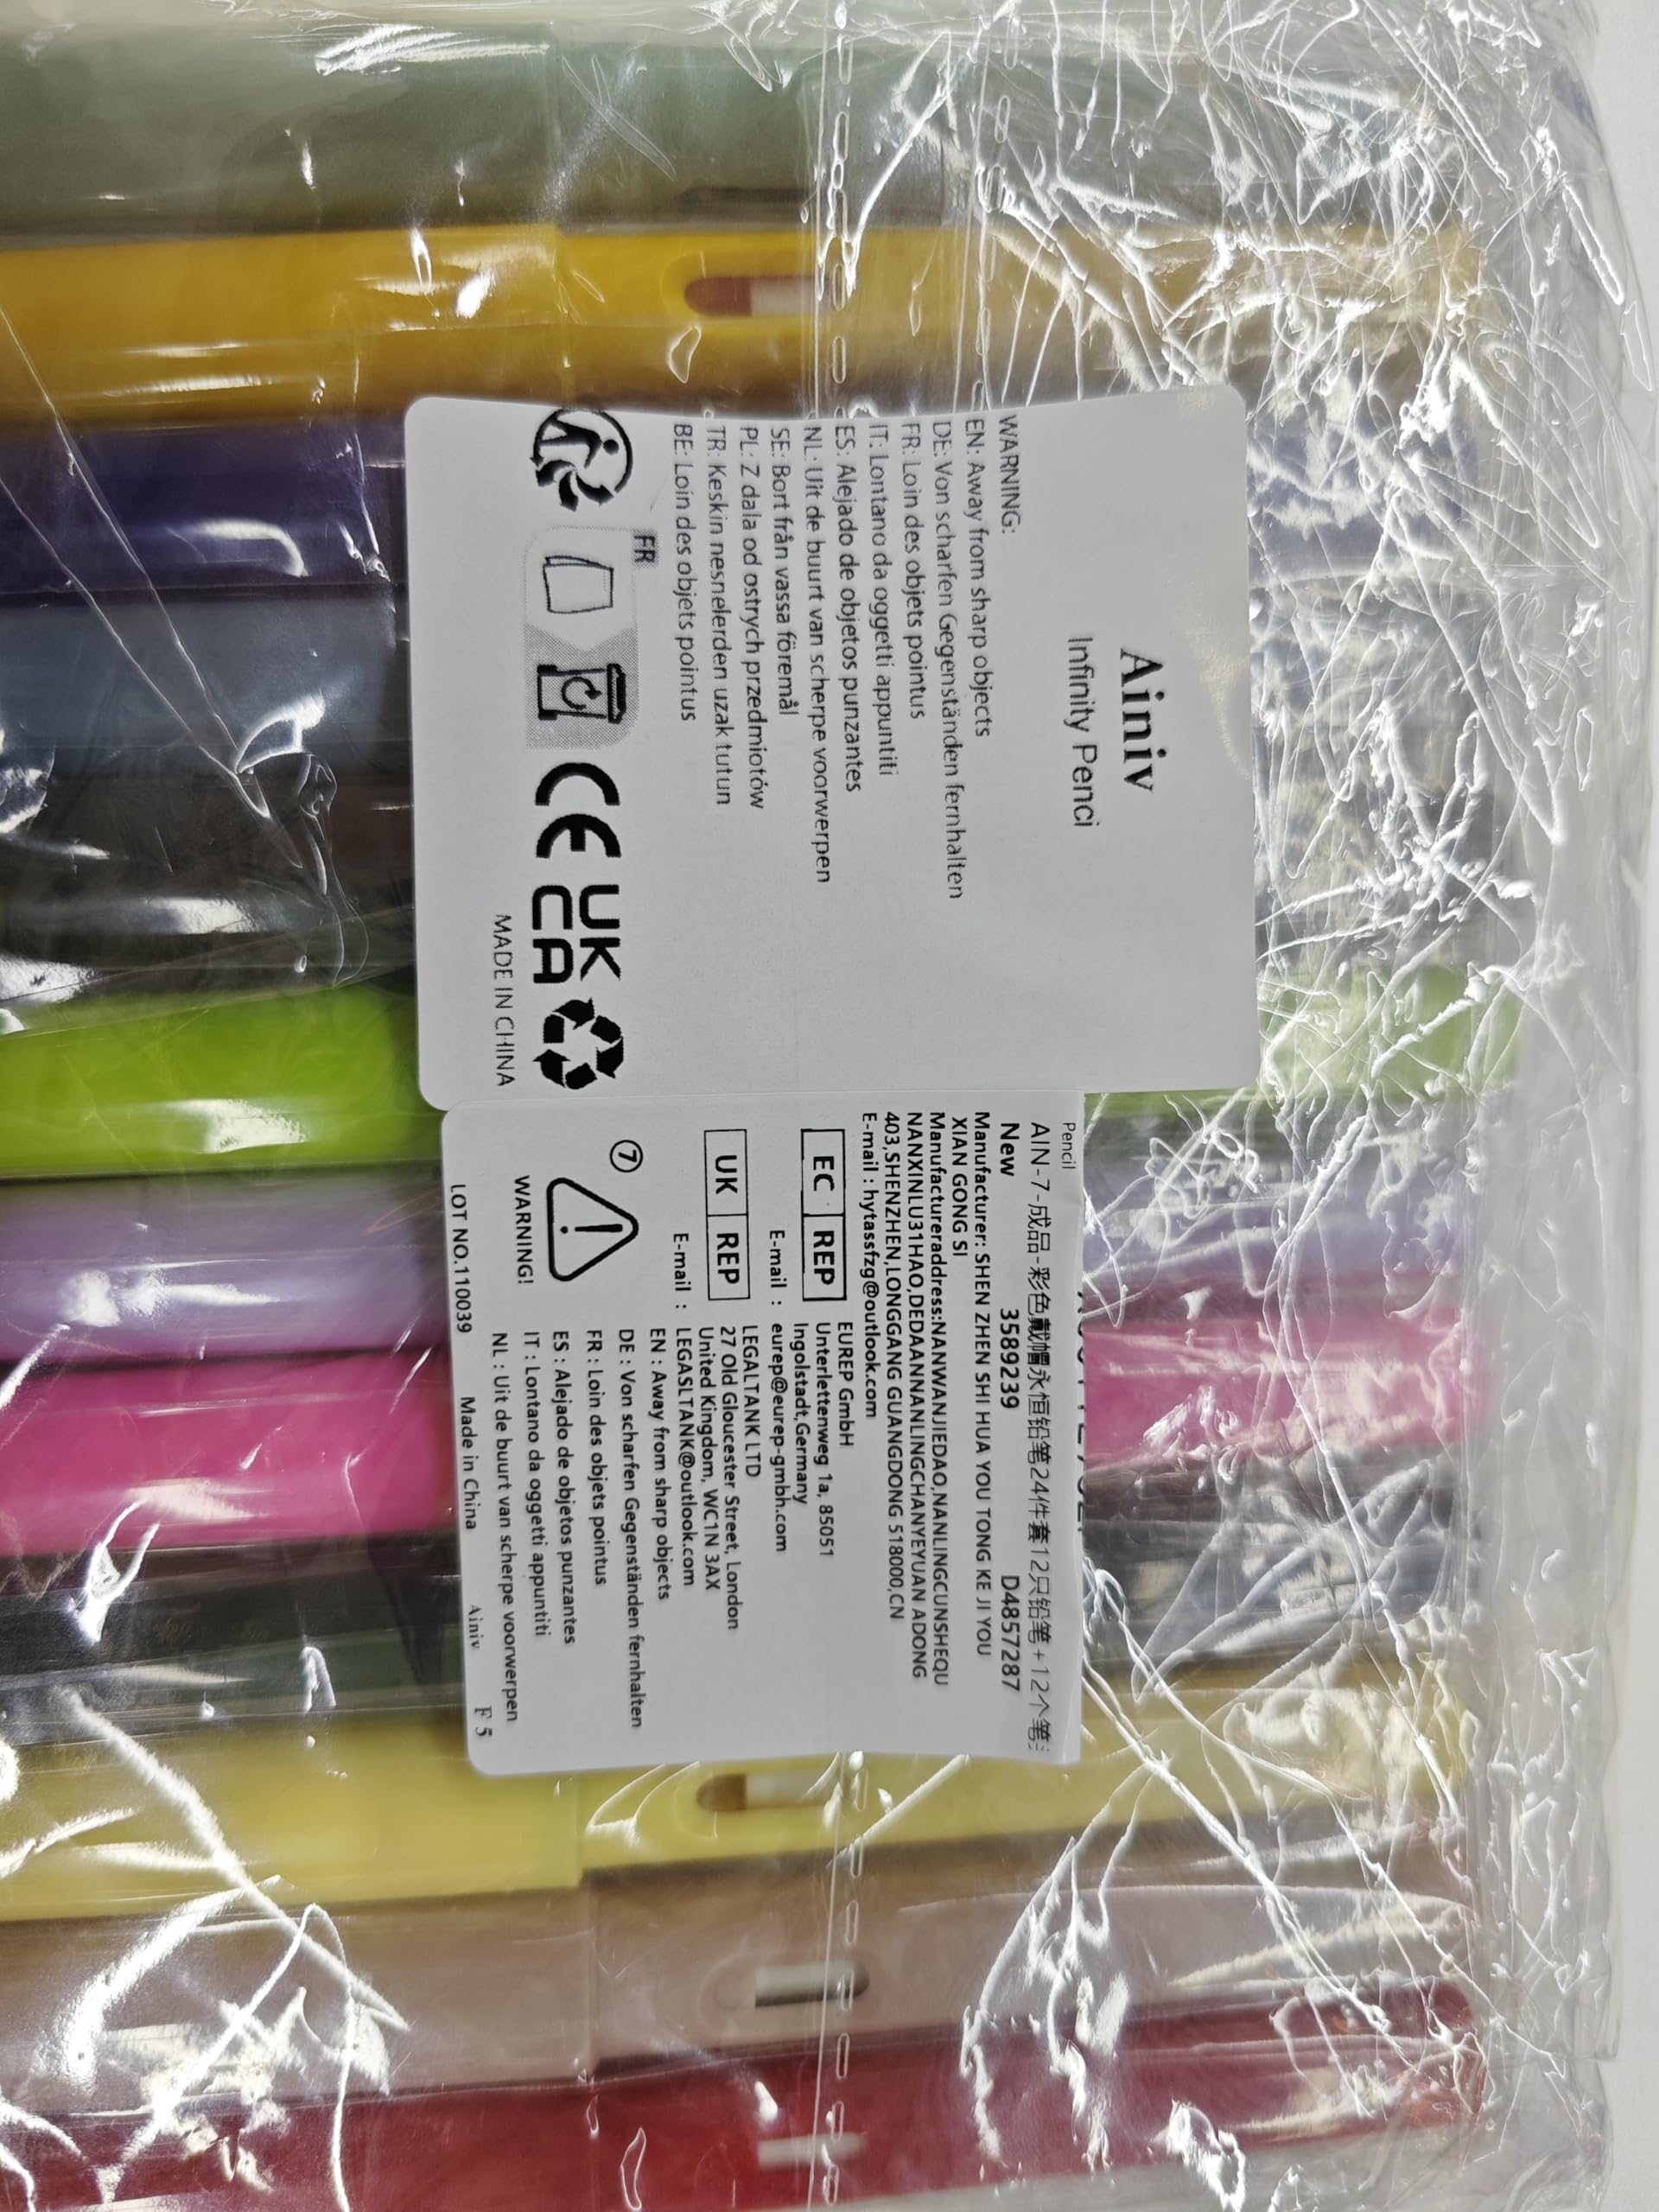 Ainiv
Infinity Penci
WARNING:
EN: Away from sharp objects
DE: Von scharfen Gegenständen fernhalten
FR: Loin des objets pointus
IT: Lontano da oggetti appuntiti
ES: Alejado de objetos punzantes
NL: Uit de buurt van scherpe voorwerpen
SE: Bort från vassa föremål
PL: Z dala od ostrych przedmiotów
TR: Keskin nesnelerden uzak tutun
BE: Loin des objets pointus
FR
CE UK CA
MADE IN CHINA
Pencil
AIN-7-成品-彩色戴帽永恒铅笔24件套12只铅笔+12个笔
New 3589239 D4857287
Manufacturer: SHEN ZHEN SHI HUA YOU TONG KE JI YOU
XIAN GONG SI
Manufactureraddress:NANWANJIEDAO,NANLINGCUNSHEQU
NANXINLU31HAO,DEDAANNANLINGCHANYEYUAN ADONG
403,SHENZHEN,LONGGANG GUANGDONG 518000,CN
E-mail : hytassfzg@outlook.com
EC REP EUREP GmbH
Unterlettenweg 1a, 85051
Ingolstadt,Germany
E-mail : eurep@eurep-gmbh.com
UK REP LEGALTANK LTD
27 Old Gloucester Street, London
United Kingdom, WC1N 3AX
E-mail : LEGASLTANK@outlook.com
⑦
WARNING!
EN : Away from sharp objects
DE : Von scharfen Gegenständen fernhalten
FR : Loin des objets pointus
ES : Alejado de objetos punzantes
IT : Lontano da oggetti appuntiti
NL : Uit de buurt van scherpe voorwerpen
LOT NO.110039 Made in China Ainiv F 5